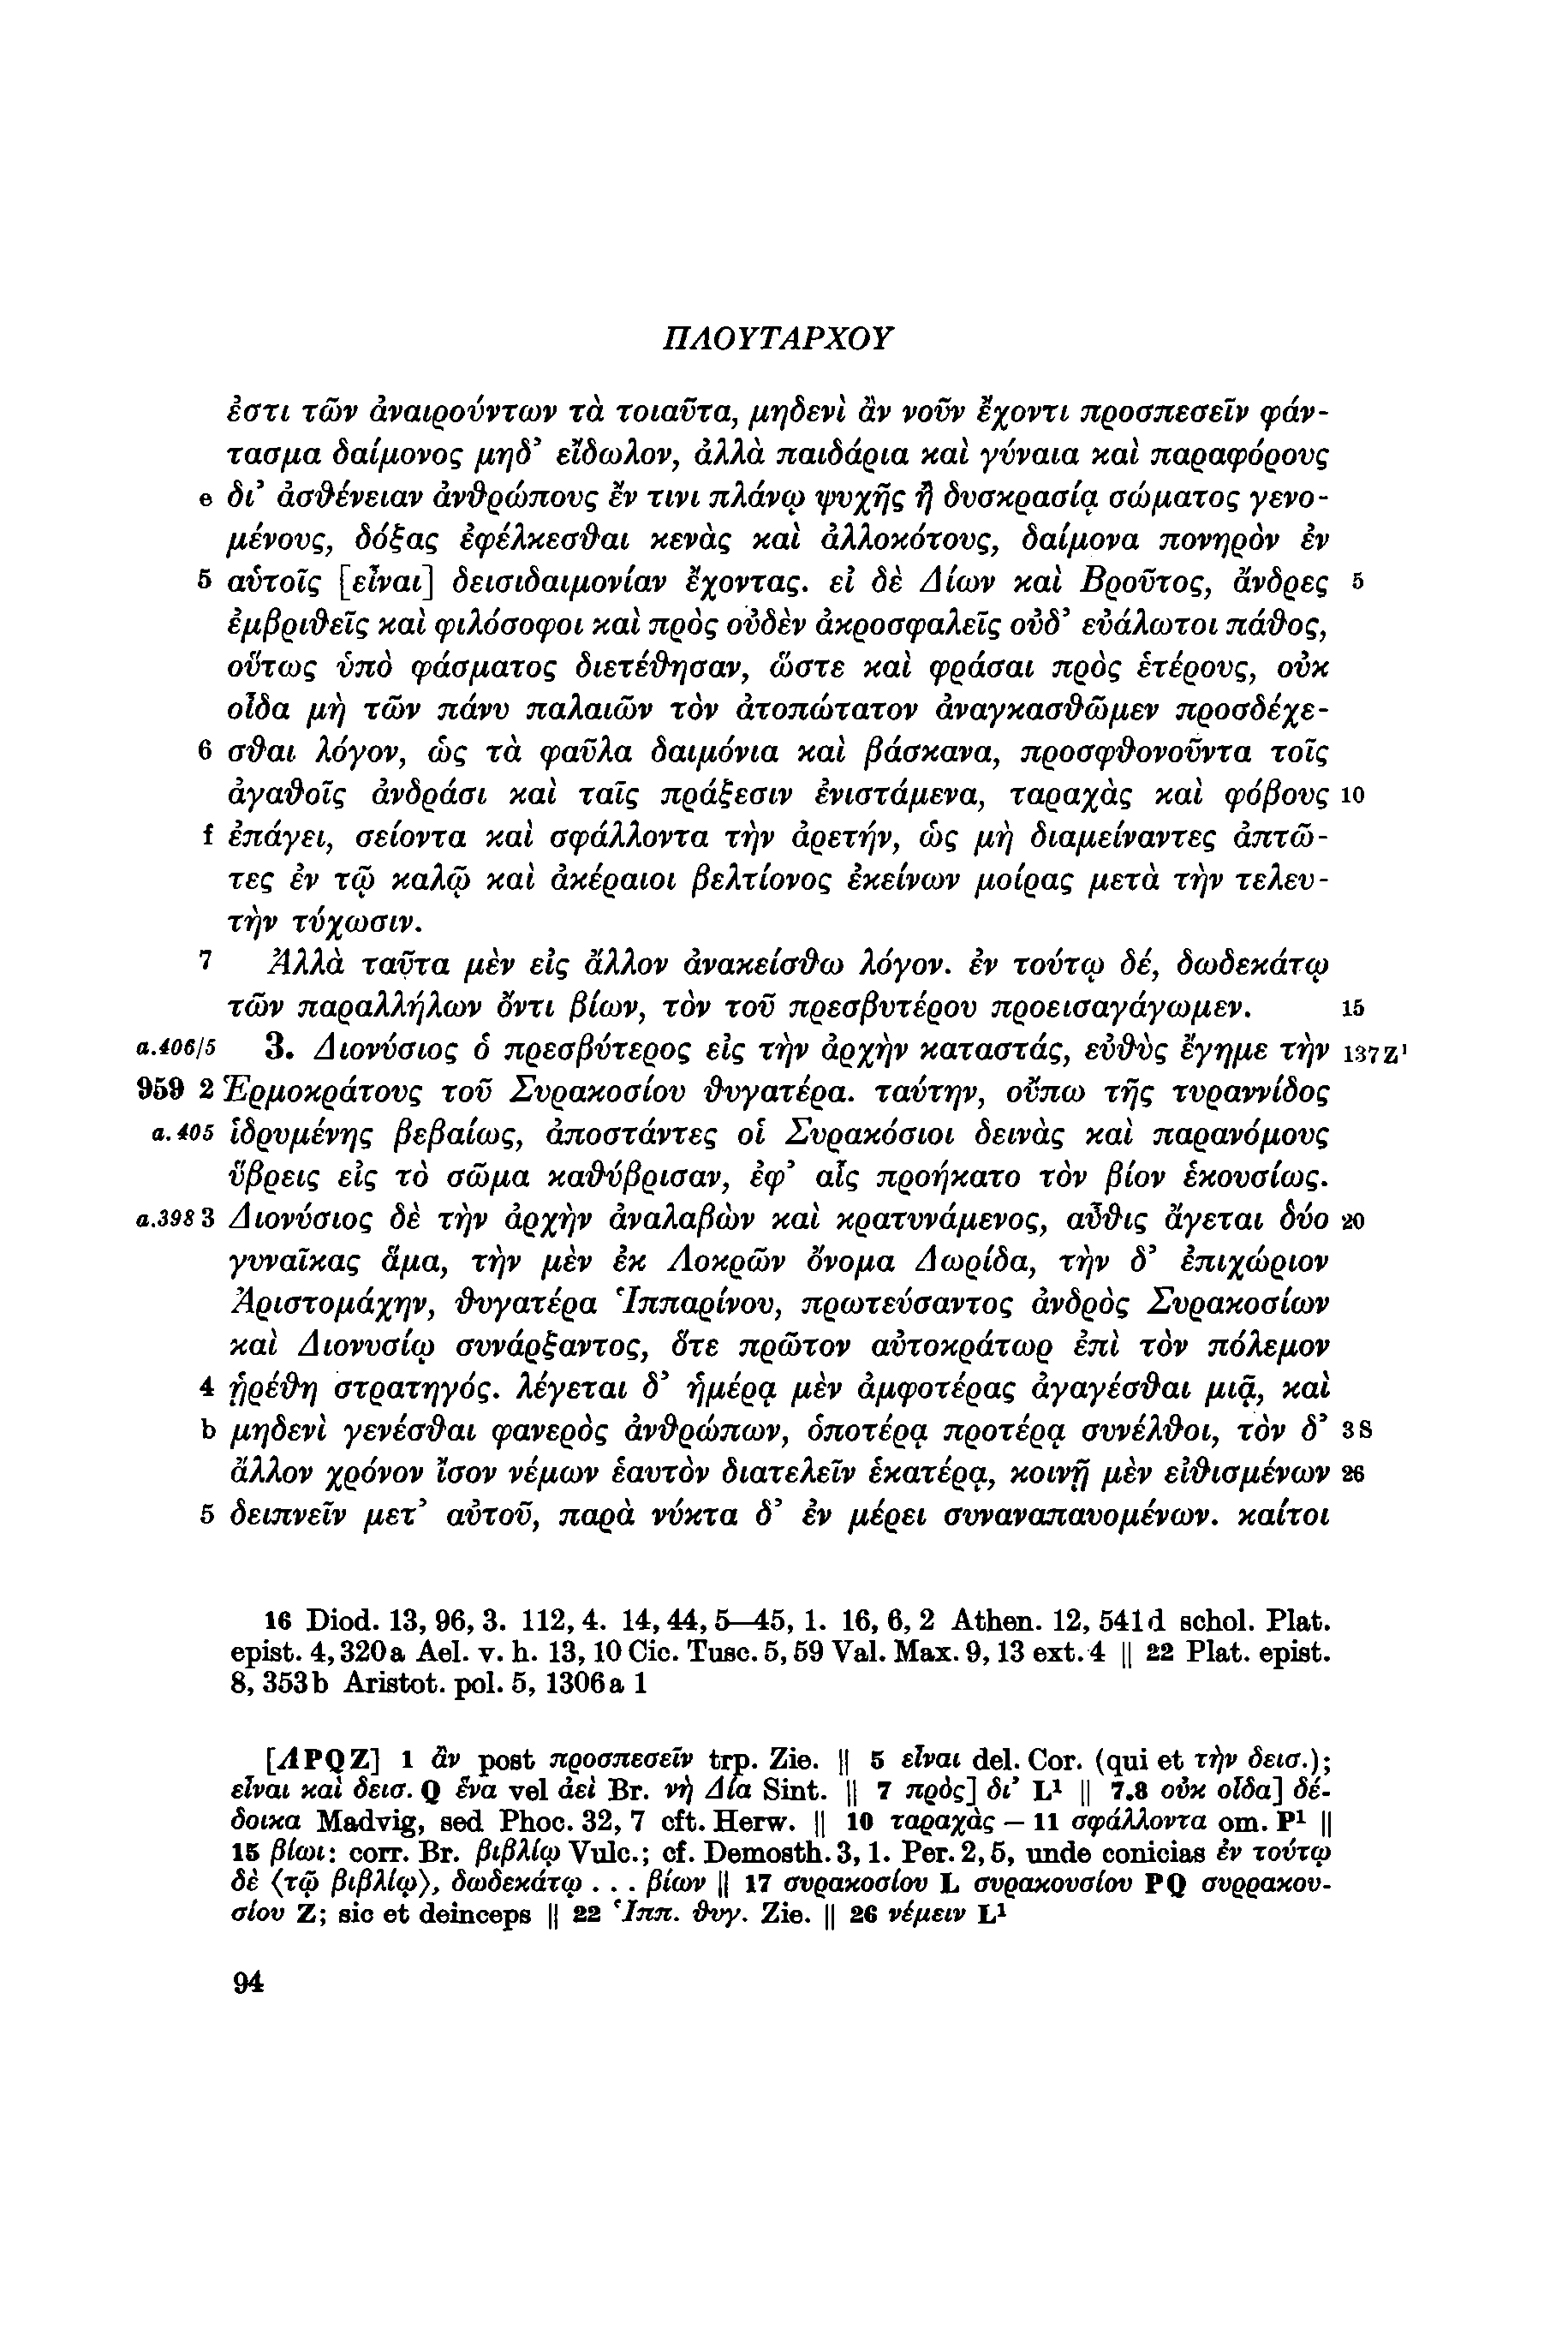 ΠΛΟΥΤΑΡΧΟΥ
ἐστι τῶν ἀναιρούντων τὰ τοιαῦτα, μηδενὶ ἂν νοῦν ἔχοντι προσπεσεῖν φάν-
τασμα δαίμονος μηδ’ εἴδωλον, ἀλλὰ παιδάρια καὶ γύναια καὶ παραφόρους
e δι’ ἀσθένειαν ἀνθρώπους ἔν τινι πλάνῳ ψυχῆς ἢ δυσκρασίᾳ σώματος γενο-
μένους, δόξας ἐφέλκεσθαι κενὰς καὶ ἀλλοκότους, δαίμονα πονηρὸν ἐν
5 αὑτοῖς [εἶναι] δεισιδαιμονίαν ἔχοντας. εἰ δὲ Δίων καὶ Βροῦτος, ἄνδρες 5
ἐμβριθεῖς καὶ φιλόσοφοι καὶ πρὸς οὐδὲν ἀκροσφαλεῖς οὐδ’ εὐάλωτοι πάθος,
οὕτως ὑπὸ φάσματος διετέθησαν, ὥστε καὶ φράσαι πρὸς ἑτέρους, οὐκ
οἶδα μὴ τῶν πάνυ παλαιῶν τὸν ἀτοπώτατον ἀναγκασθῶμεν προσδέχε-
6 σθαι λόγον, ὡς τὰ φαῦλα δαιμόνια καὶ βάσκανα, προσφθονοῦντα τοῖς
ἀγαθοῖς ἀνδράσι καὶ ταῖς πράξεσιν ἐνιστάμενα, ταραχὰς καὶ φόβους 10
f ἐπάγει, σείοντα καὶ σφάλλοντα τὴν ἀρετήν, ὡς μὴ διαμείναντες ἀπτῶ-
τες ἐν τῷ καλῷ καὶ ἀκέραιοι βελτίονος ἐκείνων μοίρας μετὰ τὴν τελευ-
τὴν τύχωσιν.
7 Ἀλλὰ ταῦτα μὲν εἰς ἄλλον ἀνακείσθω λόγον. ἐν τούτῳ δέ, δωδεκάτῳ
τῶν παραλλήλων ὄντι βίων, τὸν τοῦ πρεσβυτέρου προεισαγάγωμεν. 15
a.406/5 3. Διονύσιος ὁ πρεσβύτερος εἰς τὴν ἀρχὴν καταστάς, εὐθὺς ἔγημε τὴν 137 Z¹
959 2 Ἑρμοκράτους τοῦ Συρακοσίου θυγατέρα. ταύτην, οὔπω τῆς τυραννίδος
a.405 ἱδρυμένης βεβαίως, ἀποστάντες οἱ Συρακόσιοι δεινὰς καὶ παρανόμους
ὕβρεις εἰς τὸ σῶμα καθύβρισαν, ἐφ’ αἷς προήκατο τὸν βίον ἑκουσίως.
a.398 3 Διονύσιος δὲ τὴν ἀρχὴν ἀναλαβὼν καὶ κρατυνάμενος, αὖθις ἄγεται δύο 20
γυναῖκας ἅμα, τὴν μὲν ἐκ Λοκρῶν ὄνομα Δωρίδα, τὴν δ’ ἐπιχώριον
Ἀριστομάχην, θυγατέρα Ἱππαρίνου, πρωτεύσαντος ἀνδρὸς Συρακοσίων
καὶ Διονυσίῳ συνάρξαντος, ὅτε πρῶτον αὐτοκράτωρ ἐπὶ τὸν πόλεμον
4 ᾑρέθη στρατηγός. λέγεται δ’ ἡμέρᾳ μὲν ἀμφοτέρας ἀγαγέσθαι μιᾷ, καὶ
b μηδενὶ γενέσθαι φανερὸς ἀνθρώπων, ὁποτέρᾳ προτέρᾳ συνέλθοι, τὸν δ’ 3 S
ἄλλον χρόνον ἴσον νέμων ἑαυτὸν διατελεῖν ἑκατέρᾳ, κοινῇ μὲν εἰθισμένων 26
5 δειπνεῖν μετ’ αὐτοῦ, παρὰ νύκτα δ’ ἐν μέρει συναναπαυομένων. καίτοι
16 Diod. 13, 96, 3. 112, 4. 14, 44, 5—45, 1. 16, 6, 2 Athen. 12, 541d schol. Plat.
epist. 4, 320a Ael. v. h. 13, 10 Cic. Tusc. 5, 59 Val. Max. 9, 13 ext. 4 || 22 Plat. epist.
8, 353b Aristot. pol. 5, 1306a 1
[ΛPQZ] 1 ἂν post προσπεσεῖν trp. Zie. || 5 εἶναι del. Cor. (qui et τὴν δεισ.);
εἶναι καὶ δεισ. Q ἕνα vel ἀεὶ Br. νὴ Δία Sint. || 7 πρὸς] δι’ L¹ || 7.8 οὐκ οἶδα] δέ-
δοικα Madvig, sed Phoc. 32, 7 cft. Herw. || 10 ταραχὰς – 11 σφάλλοντα om. P¹ ||
15 βίωι: corr. Br. βιβλίῳ Vulc.; cf. Demosth. 3, 1. Per. 2, 5, unde conicias ἐν τούτῳ
δὲ ⟨τῷ βιβλίῳ⟩, δωδεκάτῳ . . . βίων || 17 συρακοσίου L συρακουσίου PQ συρρακου-
σίου Z; sic et deinceps || 22 Ἱππ. θυγ. Zie. || 26 νέμειν L¹
94